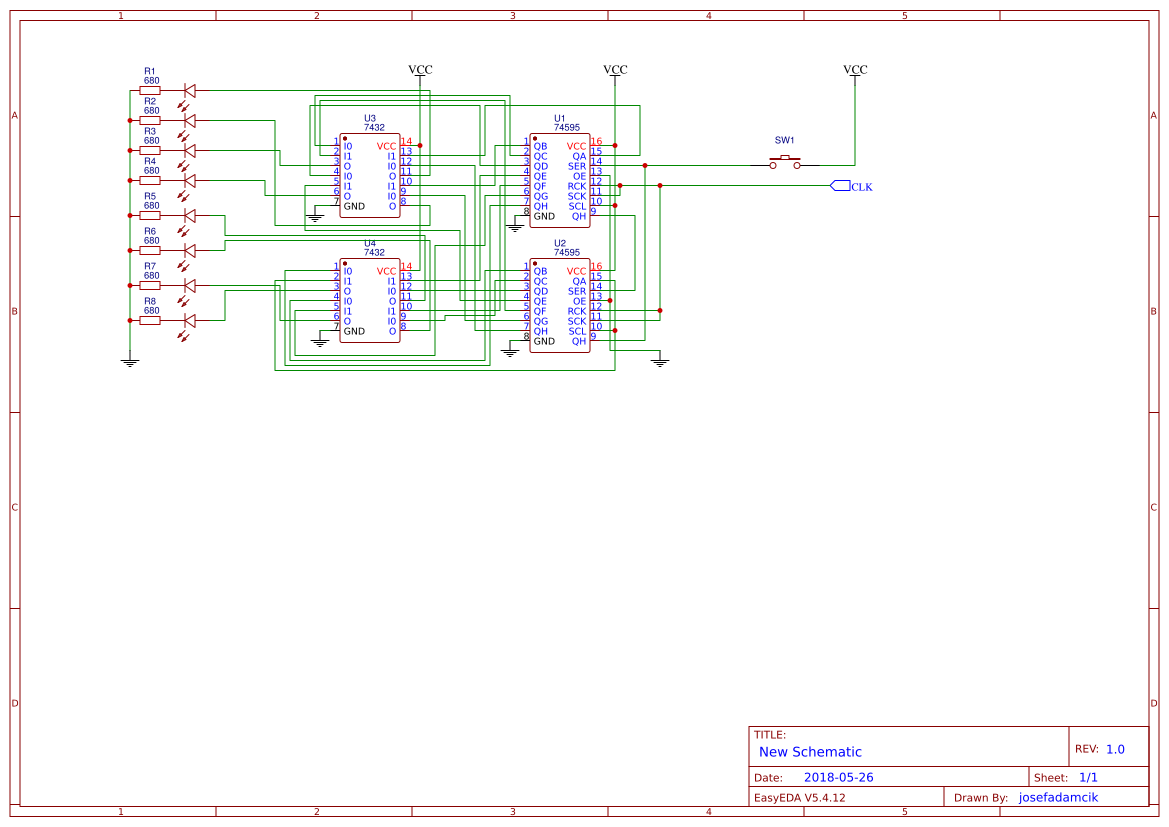 1 2 3 4 5
VCC VCC VCC
R1
680
R2
680
R3
680
R4
680
R5
680
R6
680
R7
680
R8
680
A A
B B
C C
D D
U3
7432
1 I0 VCC 14
2 I1 I1 13
3 O I0 12
4 I0 O 11
5 I1 I1 10
6 O I0 9
7 GND O 8
U1
74595
1 QB VCC 16
2 QC QA 15
3 QD SER 14
4 QE OE 13
5 QF RCK 12
6 QG SCK 11
7 QH SCL 10
8 GND QH 9
SW1
CLK
U4
7432
1 I0 VCC 14
2 I1 I1 13
3 O I0 12
4 I0 O 11
5 I1 I1 10
6 O I0 9
7 GND O 8
U2
74595
1 QB VCC 16
2 QC QA 15
3 QD SER 14
4 QE OE 13
5 QF RCK 12
6 QG SCK 11
7 QH SCL 10
8 GND QH 9
TITLE:
New Schematic
REV: 1.0
Date: 2018-05-26
Sheet: 1/1
EasyEDA V5.4.12
Drawn By: josefadamcik
1 2 3 4 5